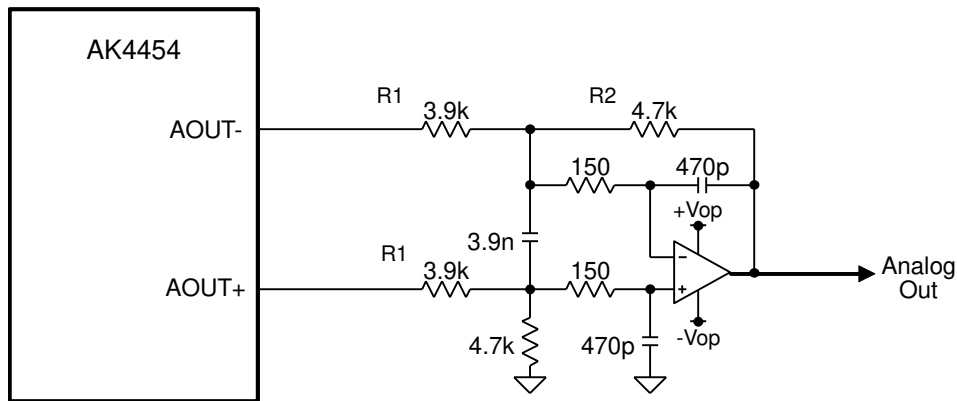 AK4454
R1
3.9k
R2
4.7k
AOUT-
150
470p
+Vop
3.9n
−
R1
3.9k
AOUT+
150
+
Analog
Out
4.7k
470p
-Vop